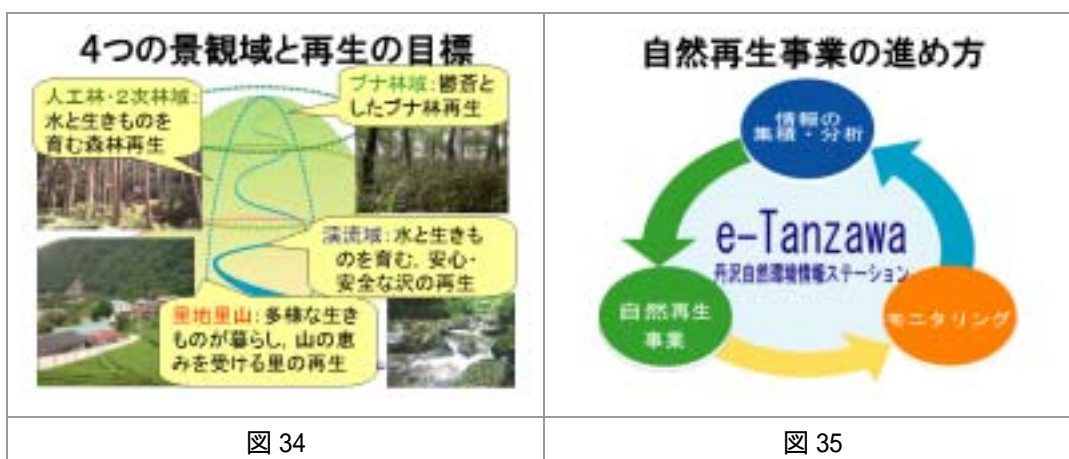 4つの景観域と再生の目標
人工林・2次林域:
水と生きものを
育む森林再生
ブナ林域:鬱蒼と
したブナ林再生
渓流域:水と生きも
のを育む、安心・
安全な沢の再生
里地里山:多様な生き
ものが暮らし、山の恵
みを受ける里の再生
図 34
自然再生事業の進め方
情報の
集積・分析
e-Tanzawa
丹沢自然環境情報ステーション
自然再生
事業
モニタリング
図 35